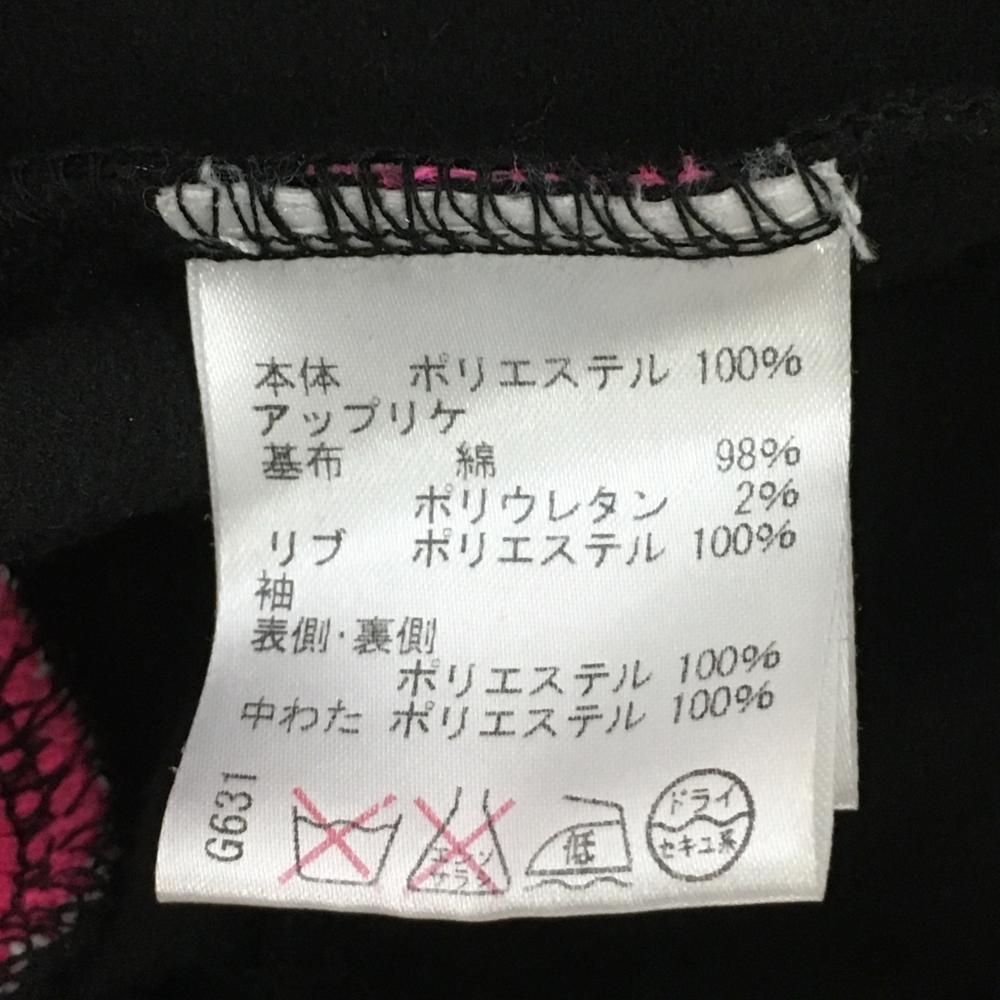 本体 ポリエステル 100%
アップリケ
基布 綿 98%
ポリウレタン 2%
リブ ポリエステル 100%
袖
表側・裏側
ポリエステル 100%
中わた ポリエステル 100%
G631
エンソ
サラシ
低
ドライ
セキユ系